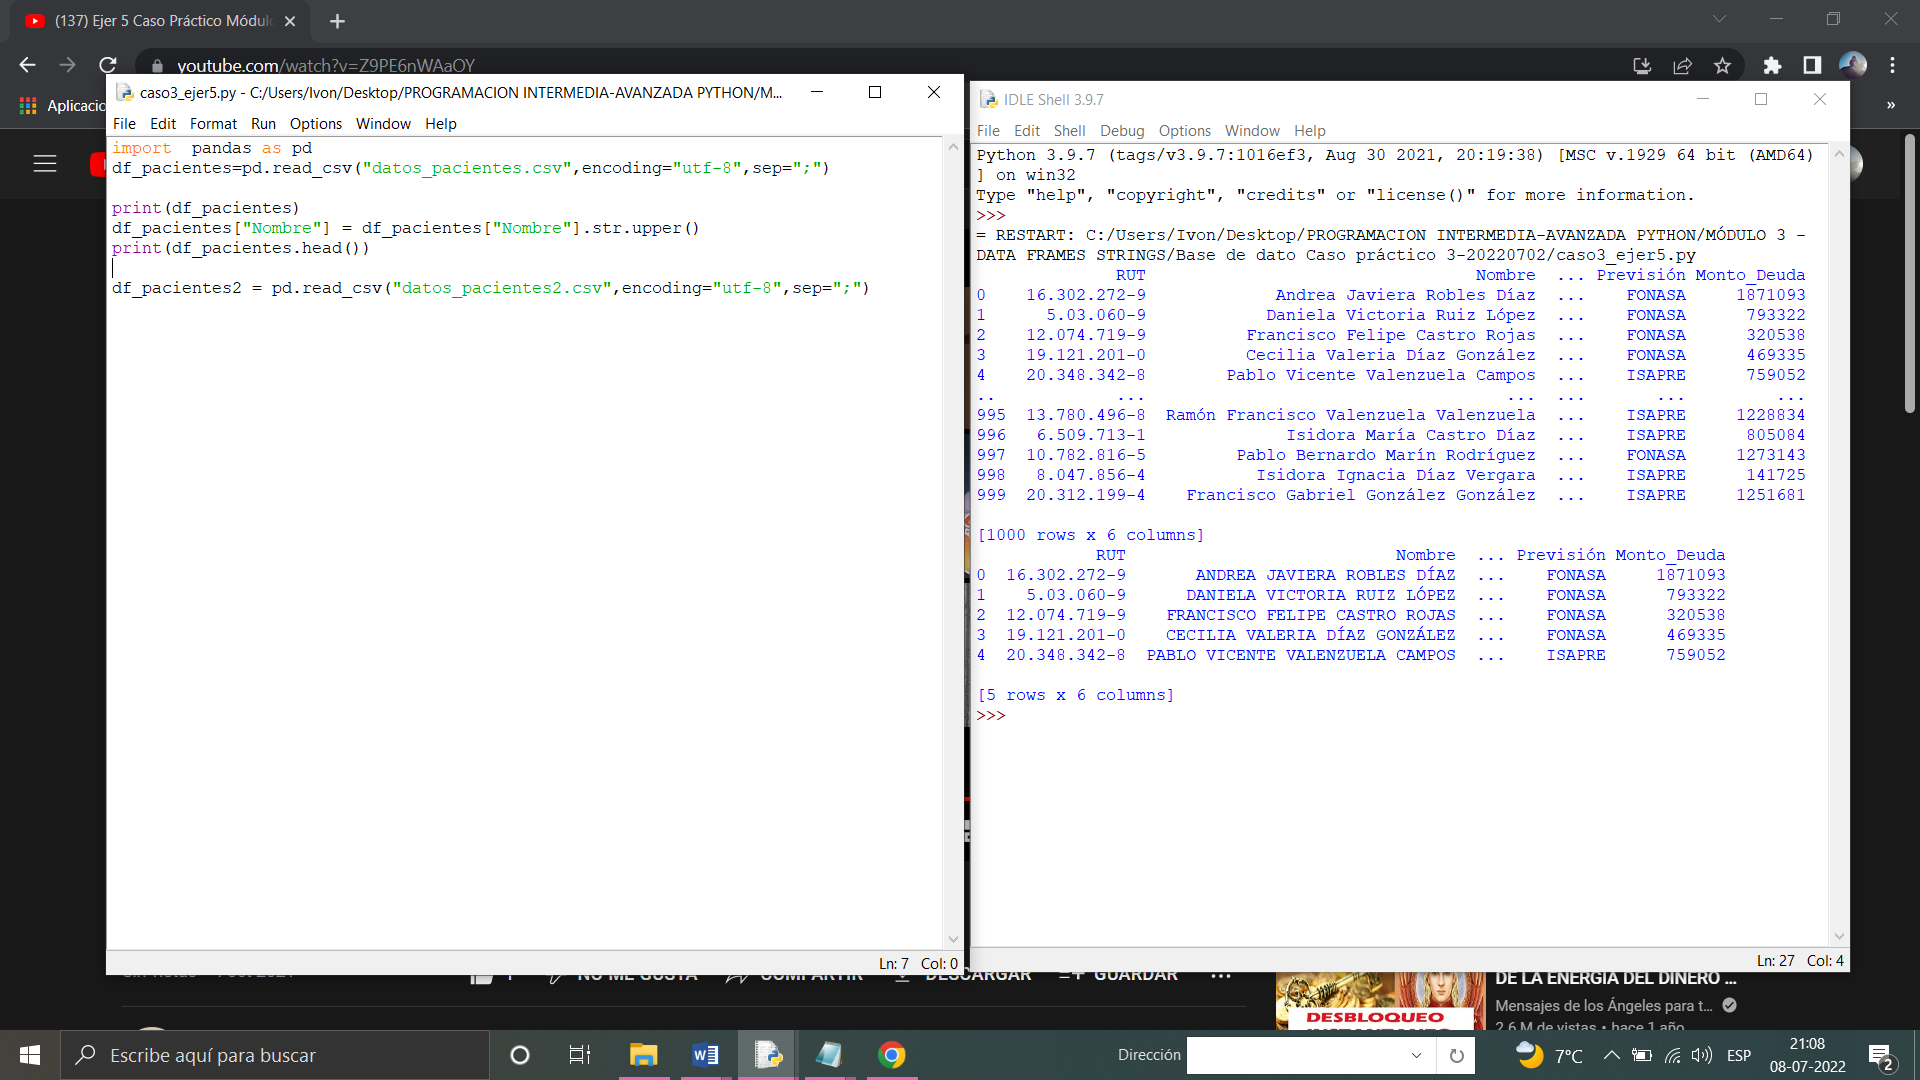 (137) Ejer 5 Caso Práctico Módul
youtube.com/watch?v=Z9PE6nWAaOY
caso3_ejer5.py - C:/Users/Ivon/Desktop/PROGRAMACION INTERMEDIA-AVANZADA PYTHON/M...
File Edit Format Run Options Window Help
import  pandas as pd
df_pacientes=pd.read_csv("datos_pacientes.csv",encoding="utf-8",sep=";")
print(df_pacientes)
df_pacientes["Nombre"] = df_pacientes["Nombre"].str.upper()
print(df_pacientes.head())
df_pacientes2 = pd.read_csv("datos_pacientes2.csv",encoding="utf-8",sep=";")
Ln: 7 Col: 0
IDLE Shell 3.9.7
File Edit Shell Debug Options Window Help
Python 3.9.7 (tags/v3.9.7:1016ef3, Aug 30 2021, 20:19:38) [MSC v.1929 64 bit (AMD64)
] on win32
Type "help", "copyright", "credits" or "license()" for more information.
>>>
= RESTART: C:/Users/Ivon/Desktop/PROGRAMACION INTERMEDIA-AVANZADA PYTHON/MÓDULO 3 -
DATA FRAMES STRINGS/Base de dato Caso práctico 3-20220702/caso3_ejer5.py
RUT Nombre ... Previsión Monto_Deuda
0 16.302.272-9 Andrea Javiera Robles Díaz ... FONASA 1871093
1 5.03.060-9 Daniela Victoria Ruiz López ... FONASA 793322
2 12.074.719-9 Francisco Felipe Castro Rojas ... FONASA 320538
3 19.121.201-0 Cecilia Valeria Díaz González ... FONASA 469335
4 20.348.342-8 Pablo Vicente Valenzuela Campos ... ISAPRE 759052
.. ... ... ... ... ...
995 13.780.496-8 Ramón Francisco Valenzuela Valenzuela ... ISAPRE 1228834
996 6.509.713-1 Isidora María Castro Díaz ... ISAPRE 805084
997 10.782.816-5 Pablo Bernardo Marín Rodríguez ... FONASA 1273143
998 8.047.856-4 Isidora Ignacia Díaz Vergara ... ISAPRE 141725
999 20.312.199-4 Francisco Gabriel González González ... ISAPRE 1251681
[1000 rows x 6 columns]
RUT Nombre ... Previsión Monto_Deuda
0 16.302.272-9 ANDREA JAVIERA ROBLES DÍAZ ... FONASA 1871093
1 5.03.060-9 DANIELA VICTORIA RUIZ LÓPEZ ... FONASA 793322
2 12.074.719-9 FRANCISCO FELIPE CASTRO ROJAS ... FONASA 320538
3 19.121.201-0 CECILIA VALERIA DÍAZ GONZÁLEZ ... FONASA 469335
4 20.348.342-8 PABLO VICENTE VALENZUELA CAMPOS ... ISAPRE 759052
[5 rows x 6 columns]
>>>
Ln: 27 Col: 4
NO ME GUSTA COMPARTIR DESCARGAR GUARDAR ...
DESBLOQUEO
DE LA ENERGIA DEL DINERO ...
Mensajes de los Ángeles para t...
2,6 M de vistas • hace 1 año
Escribe aquí para buscar
Dirección
7°C
ESP
21:08
08-07-2022
2